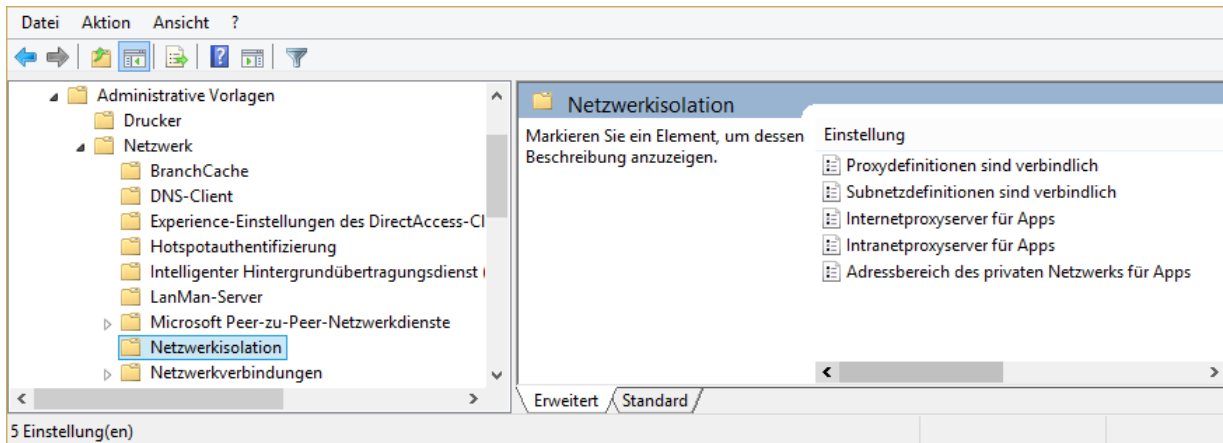 Datei Aktion Ansicht ?
Administrative Vorlagen
Drucker
Netzwerk
BranchCache
DNS-Client
Experience-Einstellungen des DirectAccess-Cl
Hotspotauthentifizierung
Intelligenter Hintergrundübertragungsdienst (
LanMan-Server
Microsoft Peer-zu-Peer-Netzwerkdienste
Netzwerkisolation
Netzwerkverbindungen
Netzwerkisolation
Markieren Sie ein Element, um dessen
Beschreibung anzuzeigen.
Einstellung
Proxydefinitionen sind verbindlich
Subnetzdefinitionen sind verbindlich
Internetproxyserver für Apps
Intranetproxyserver für Apps
Adressbereich des privaten Netzwerks für Apps
Erweitert Standard
5 Einstellung(en)